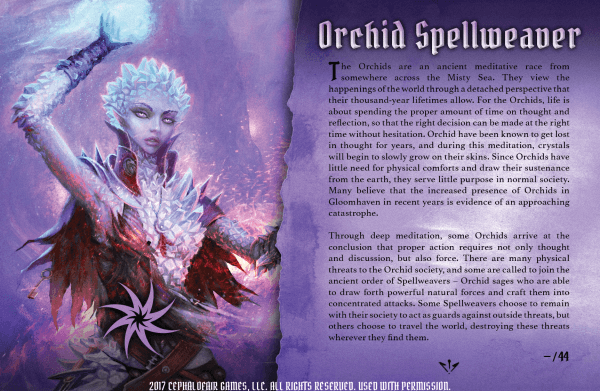 Orchid Spellweaver
The Orchids are an ancient meditative race from
somewhere across the Misty Sea. They view the
happenings of the world through a detached perspective that
their thousand-year lifetimes allow. For the Orchids, life is
about spending the proper amount of time on thought and
reflection, so that the right decision can be made at the right
time without hesitation. Orchid have been known to get lost
in thought for years, and during this meditation, crystals
will begin to slowly grow on their skins. Since Orchids have
little need for physical comforts and draw their sustenance
from the earth, they serve little purpose in normal society.
Many believe that the increased presence of Orchids in
Gloomhaven in recent years is evidence of an approaching
catastrophe.
Through deep meditation, some Orchids arrive at the
conclusion that proper action requires not only thought
and discussion, but also force. There are many physical
threats to the Orchid society, and some are called to join the
ancient order of Spellweavers – Orchid sages who are able
to draw forth powerful natural forces and craft them into
concentrated attacks. Some Spellweavers choose to remain
with their society to act as guards against outside threats, but
others choose to travel the world, destroying these threats
wherever they find them.
–/44
2017 CEPHALOFAIR GAMES, LLC. ALL RIGHTS RESERVED. USED WITH PERMISSION.